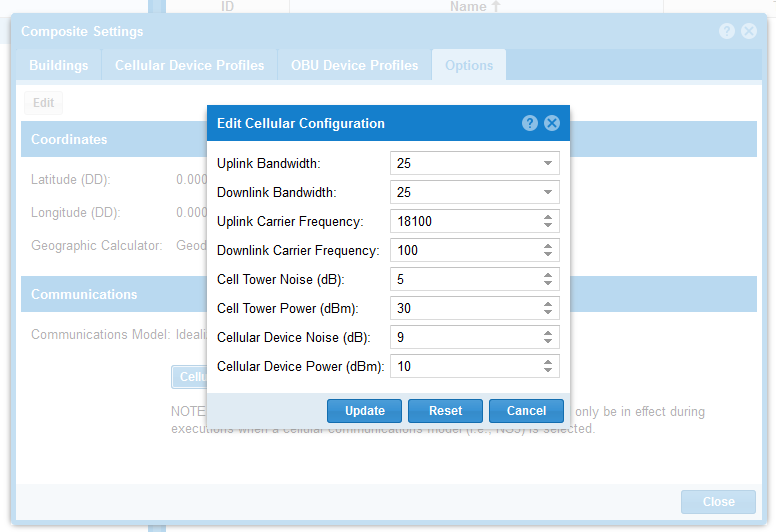 ID Name
Composite Settings
Buildings Cellular Device Profiles OBU Device Profiles Options
Edit
Coordinates
Latitude (DD): 0.000
Longitude (DD): 0.000
Geographic Calculator:
Communications
Communications Model:
Edit Cellular Configuration
Uplink Bandwidth: 25
Downlink Bandwidth: 25
Uplink Carrier Frequency: 18100
Downlink Carrier Frequency: 100
Cell Tower Noise (dB): 5
Cell Tower Power (dBm): 30
Cellular Device Noise (dB): 9
Cellular Device Power (dBm): 10
Update Reset Cancel
NOTE only be in effect during
executions when a cellular communications model (i.e., NS3) is selected.
Close